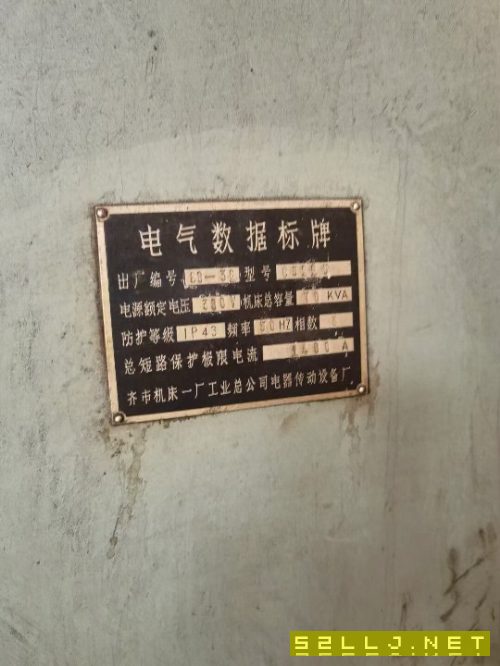 电气数据标牌
出厂编号 型号
电源额定电压 380V 机床总容量 KVA
防护等级 IP43 频率 50HZ 相数
总短路保护极限电流 A
齐市机床一厂工业总公司电器传动设备厂
52LLJ.NET